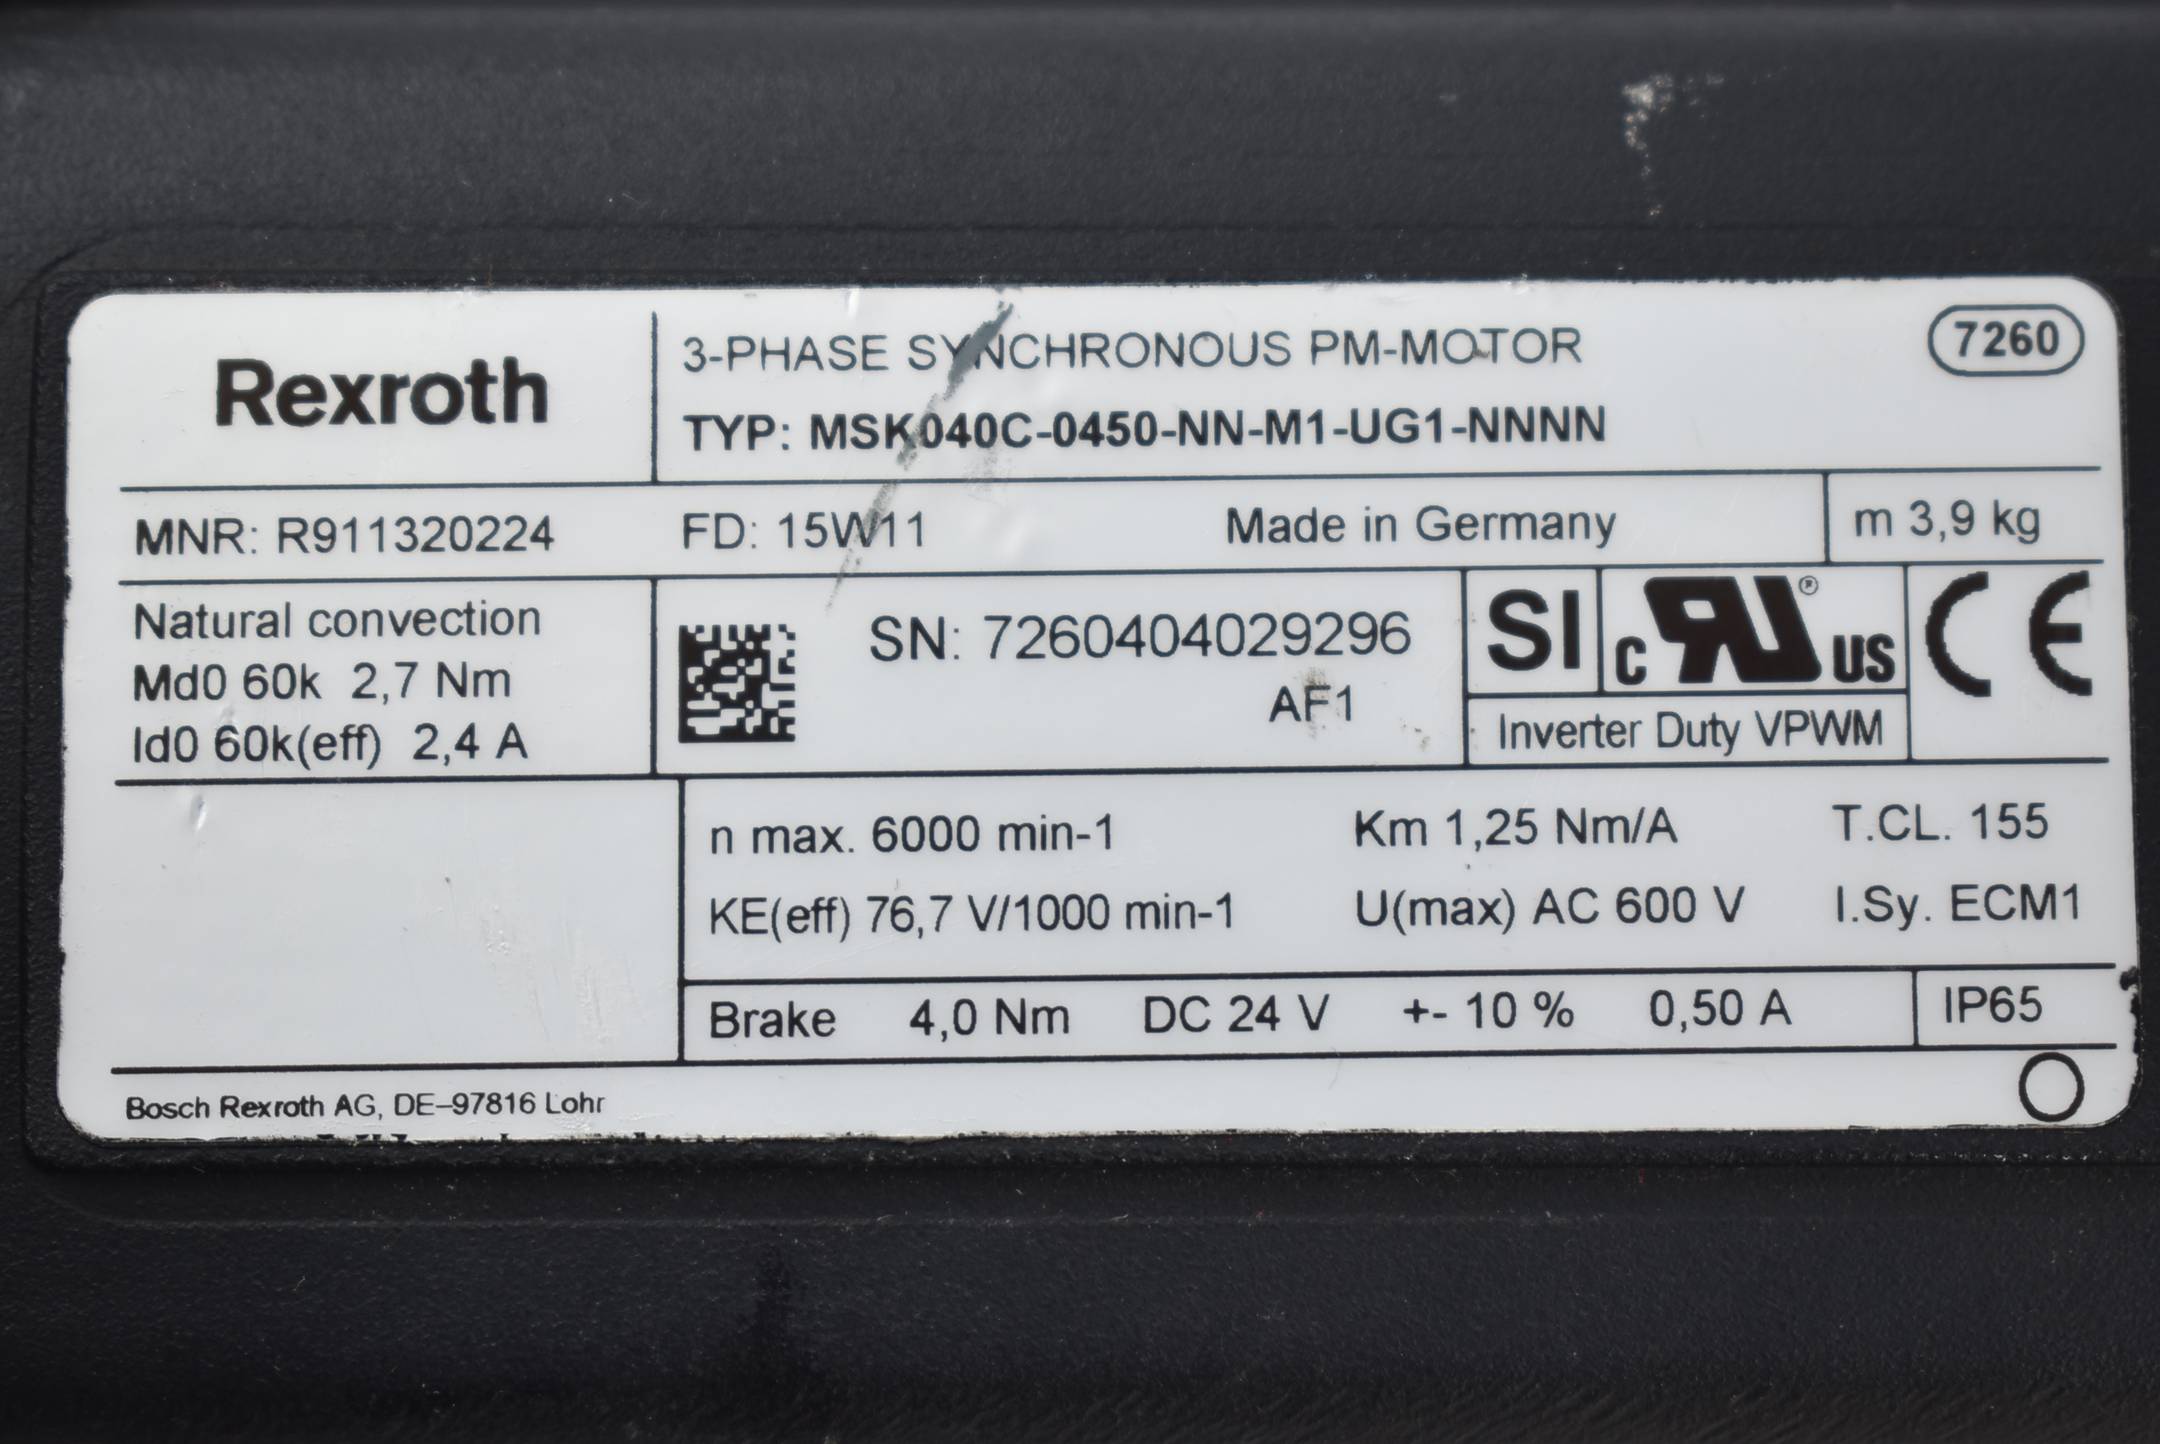 Rexroth
3-PHASE SYNCHRONOUS PM-MOTOR
7260
TYP: MSK040C-0450-NN-M1-UG1-NNNN
MNR: R911320224 FD: 15W11 Made in Germany m 3,9 kg
Natural convection
Md0 60k 2,7 Nm
Id0 60k(eff) 2,4 A
SN: 7260404029296
AF1
SI
c RU ® US
Inverter Duty VPWM
CE
n max. 6000 min-1 Km 1,25 Nm/A T.CL. 155
KE(eff) 76,7 V/1000 min-1 U(max) AC 600 V I.Sy. ECM1
Brake 4,0 Nm DC 24 V +- 10 % 0,50 A IP65
Bosch Rexroth AG, DE–97816 Lohr